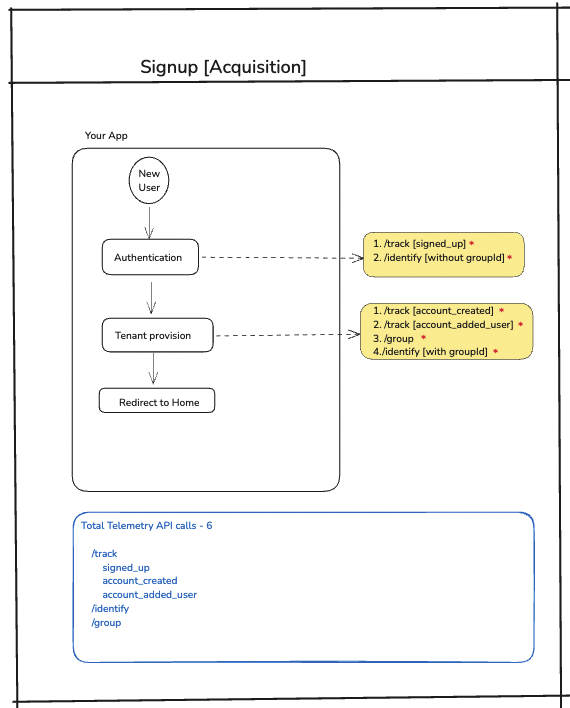 Signup [Acquisition]
Your App
New
User
Authentication
1. /track [signed_up] *
2. /identify [without groupId] *
Tenant provision
1. /track [account_created] *
2. /track [account_added_user] *
3. /group *
4./identify [with groupId] *
Redirect to Home
Total Telemetry API calls - 6
/track
signed_up
account_created
account_added_user
/identify
/group